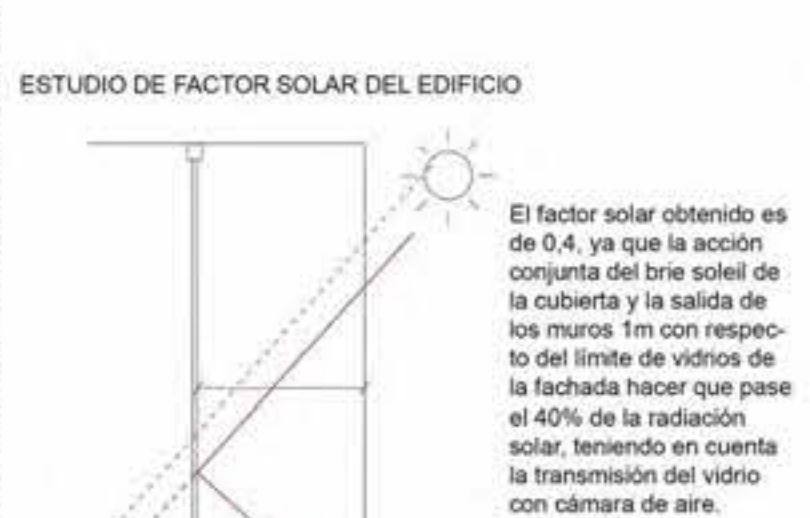 ESTUDIO DE FACTOR SOLAR DEL EDIFICIO
El factor solar obtenido es
de 0,4, ya que la acción
conjunta del brie soleil de
la cubierta y la salida de
los muros 1m con respec-
to del límite de vidrios de
la fachada hacer que pase
el 40% de la radiación
solar, teniendo en cuenta
la transmisión del vidrio
con cámara de aire.